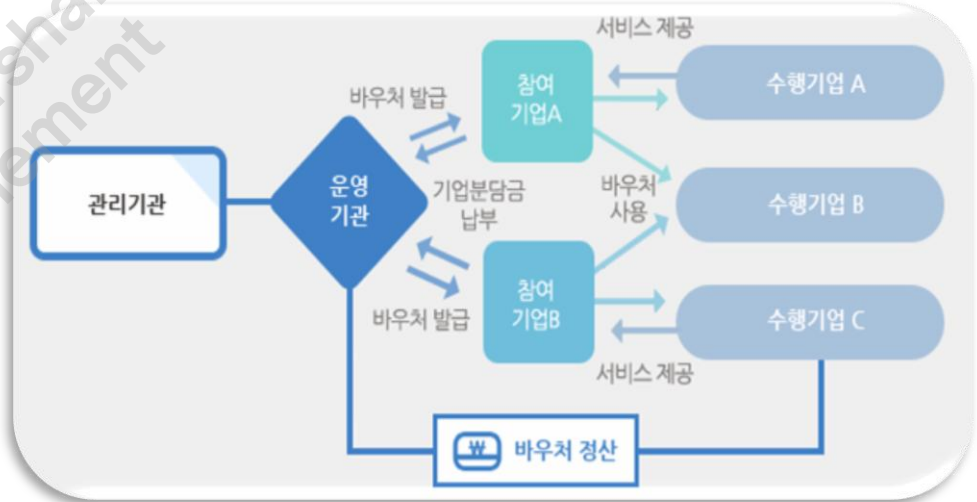 서비스 제공
참여
기업A
수행기업 A
바우처 발급
관리기관
운영
기관
기업분담금
납부
바우처
사용
수행기업 B
참여
기업B
바우처 발급
수행기업 C
서비스 제공
₩ 바우처 정산